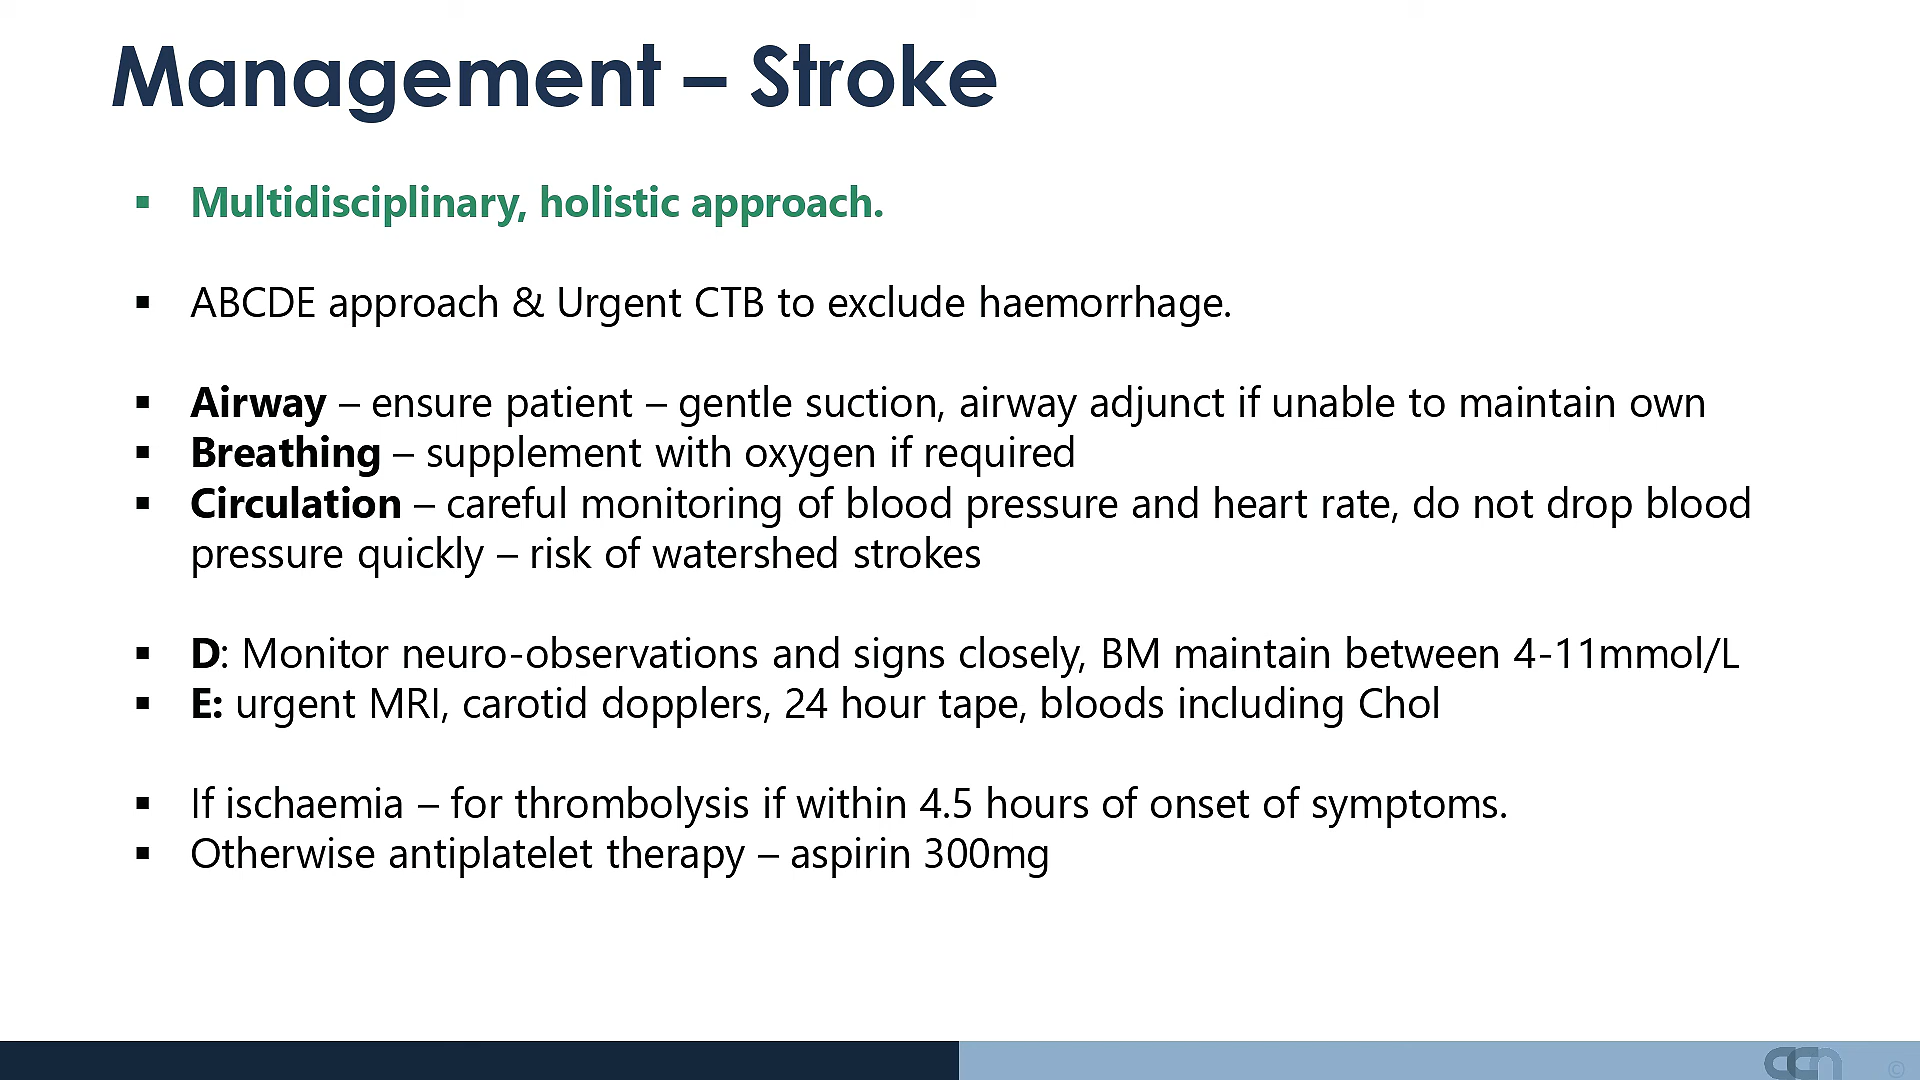 Management – Stroke
▪ Multidisciplinary, holistic approach.
▪ ABCDE approach & Urgent CTB to exclude haemorrhage.
▪ Airway – ensure patient – gentle suction, airway adjunct if unable to maintain own
▪ Breathing – supplement with oxygen if required
▪ Circulation – careful monitoring of blood pressure and heart rate, do not drop blood
pressure quickly – risk of watershed strokes
▪ D: Monitor neuro-observations and signs closely, BM maintain between 4-11mmol/L
▪ E: urgent MRI, carotid dopplers, 24 hour tape, bloods including Chol
▪ If ischaemia – for thrombolysis if within 4.5 hours of onset of symptoms.
▪ Otherwise antiplatelet therapy – aspirin 300mg
©